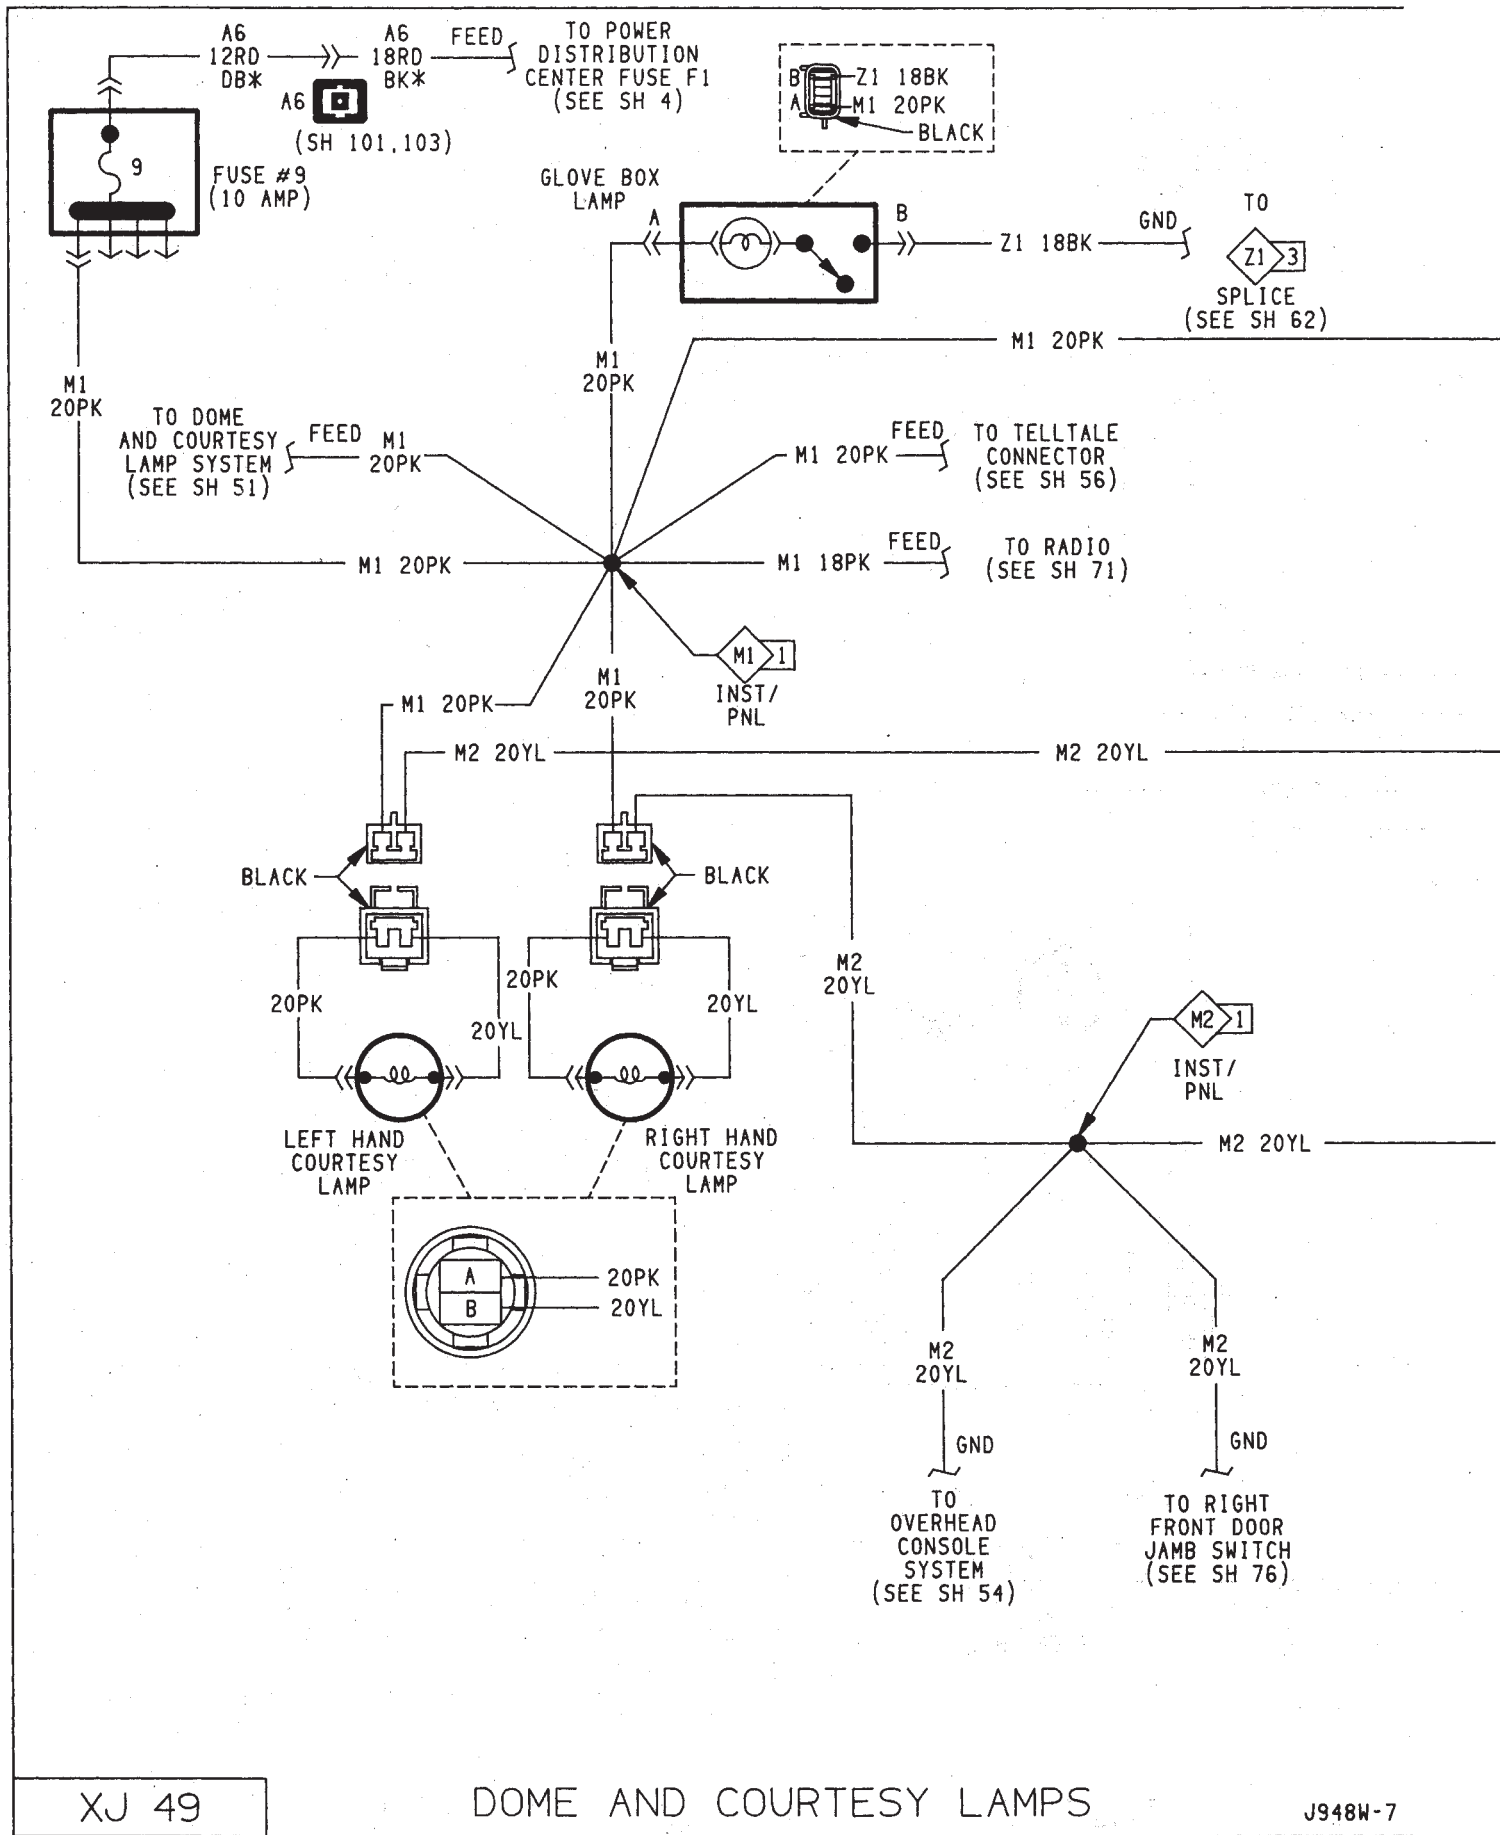 A6
12RD
DB*
A6
18RD
BK*
FEED
TO POWER
DISTRIBUTION
CENTER FUSE F1
(SEE SH 4)
A6
(SH 101,103)
9
FUSE #9
(10 AMP)
B
Z1 18BK
A
M1 20PK
BLACK
GLOVE BOX
LAMP
A
B
Z1 18BK
GND
TO
Z1
3
SPLICE
(SEE SH 62)
M1 20PK
M1
20PK
M1
20PK
TO DOME
AND COURTESY
LAMP SYSTEM
(SEE SH 51)
FEED
M1
20PK
M1 20PK
FEED
TO TELLTALE
CONNECTOR
(SEE SH 56)
M1 20PK
M1 18PK
FEED
TO RADIO
(SEE SH 71)
M1
1
INST/
PNL
M1 20PK
M1
20PK
M2 20YL
M2 20YL
BLACK
BLACK
20PK
20YL
20PK
20YL
M2
20YL
M2
1
INST/
PNL
LEFT HAND
COURTESY
LAMP
RIGHT HAND
COURTESY
LAMP
M2 20YL
A
20PK
B
20YL
M2
20YL
M2
20YL
GND
GND
TO
OVERHEAD
CONSOLE
SYSTEM
(SEE SH 54)
TO RIGHT
FRONT DOOR
JAMB SWITCH
(SEE SH 76)
XJ 49
DOME AND COURTESY LAMPS
J948W-7